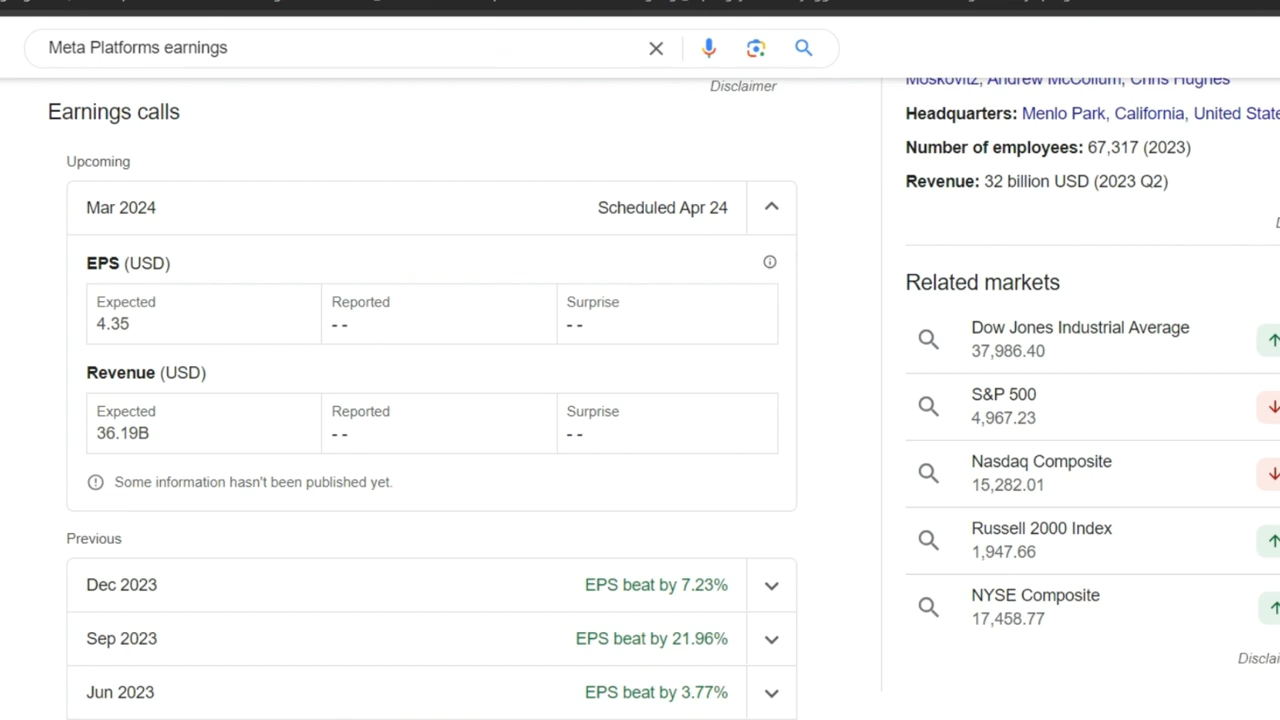 Meta Platforms earnings
Disclaimer
Earnings calls
Upcoming
Mar 2024
Scheduled Apr 24
EPS (USD)
Expected
Reported
Surprise
4.35
- -
- -
Revenue (USD)
Expected
Reported
Surprise
36.19B
- -
- -
Some information hasn't been published yet.
Previous
Dec 2023
EPS beat by 7.23%
Sep 2023
EPS beat by 21.96%
Jun 2023
EPS beat by 3.77%
Moskovitz, Andrew McCollum, Chris Hughes
Headquarters: Menlo Park, California, United State
Number of employees: 67,317 (2023)
Revenue: 32 billion USD (2023 Q2)
Related markets
Dow Jones Industrial Average
37,986.40
S&P 500
4,967.23
Nasdaq Composite
15,282.01
Russell 2000 Index
1,947.66
NYSE Composite
17,458.77
Disclai